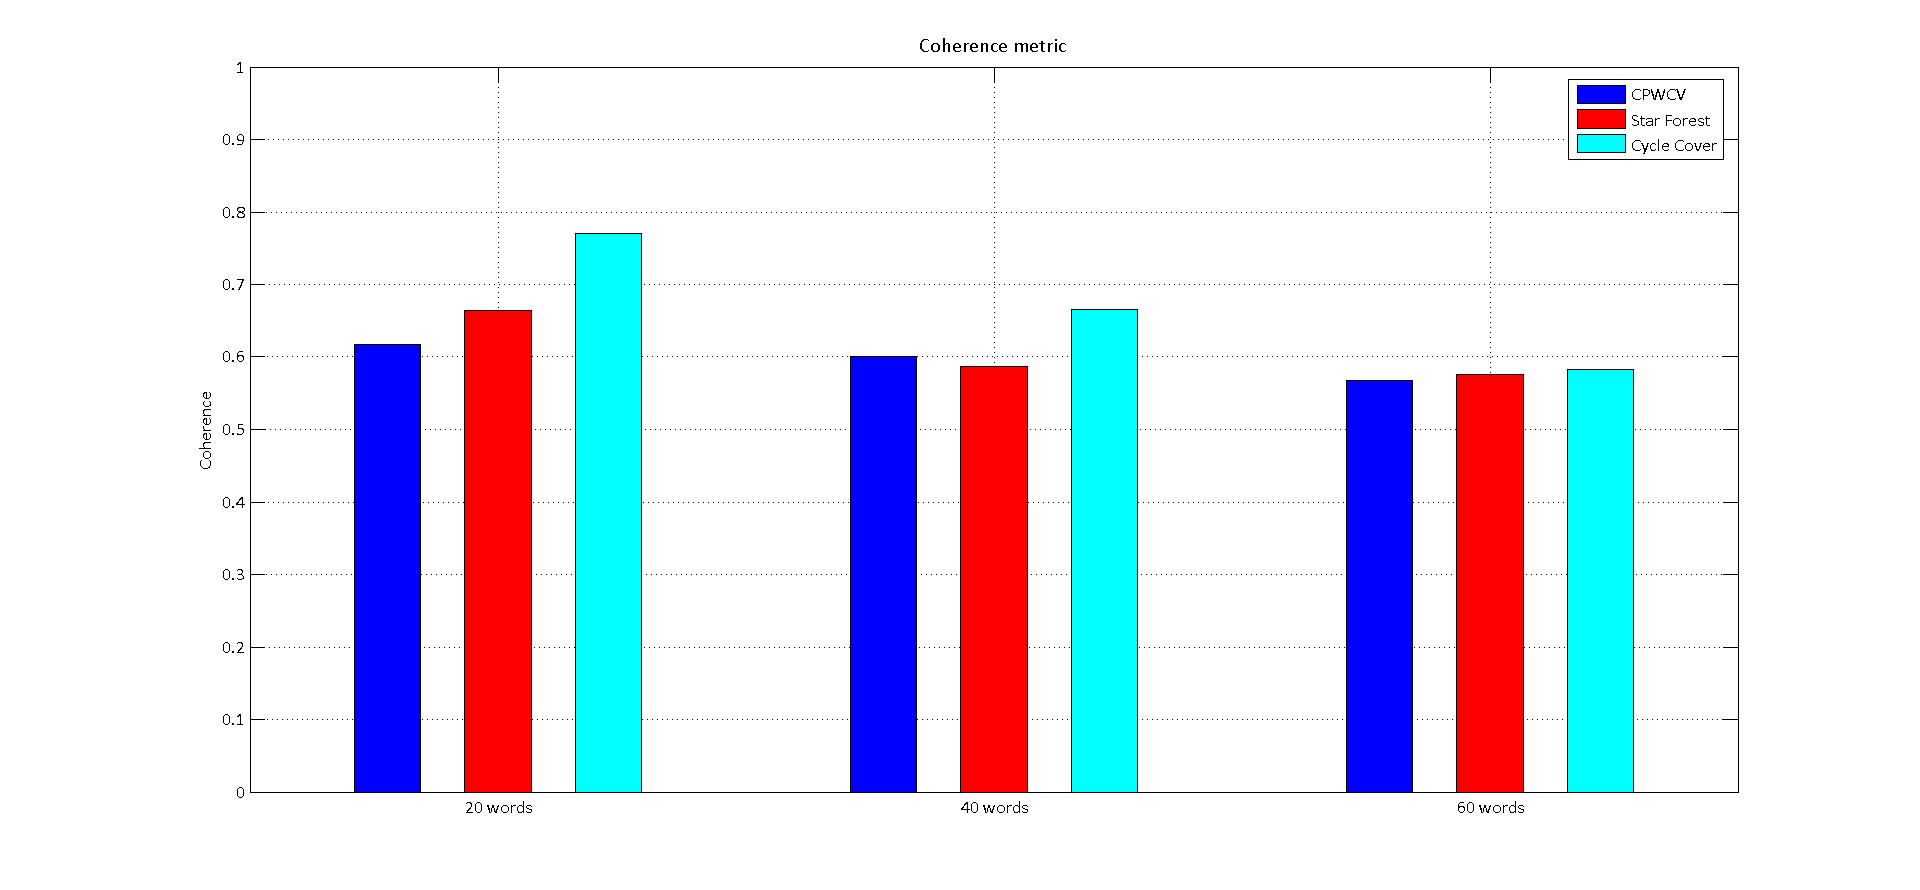 Coherence metric
1
0.9
0.8
0.7
0.6
0.5
0.4
0.3
0.2
0.1
0
Coherence
CPWCV
Star Forest
Cycle Cover
20 words
40 words
60 words